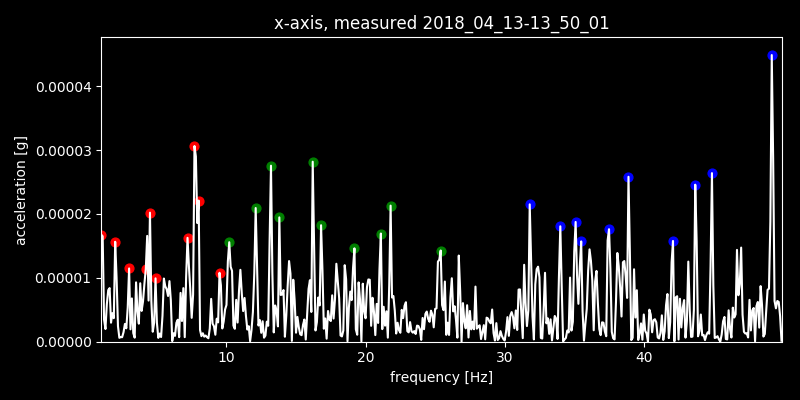 x-axis, measured 2018_04_13-13_50_01
acceleration [g]
0.00004
0.00003
0.00002
0.00001
0.00000
10 20 30 40
frequency [Hz]